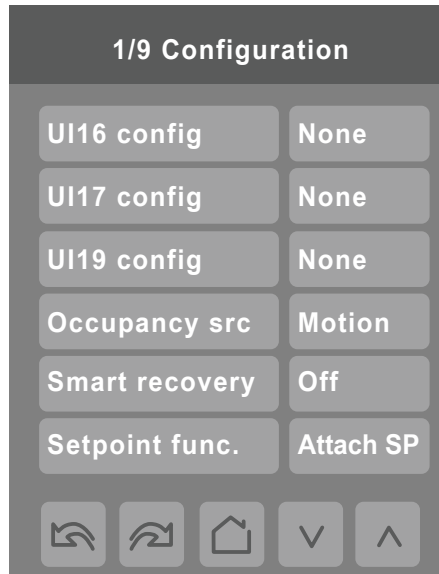 1/9 Configuration
UI16 config None
UI17 config None
UI19 config None
Occupancy src Motion
Smart recovery Off
Setpoint func. Attach SP